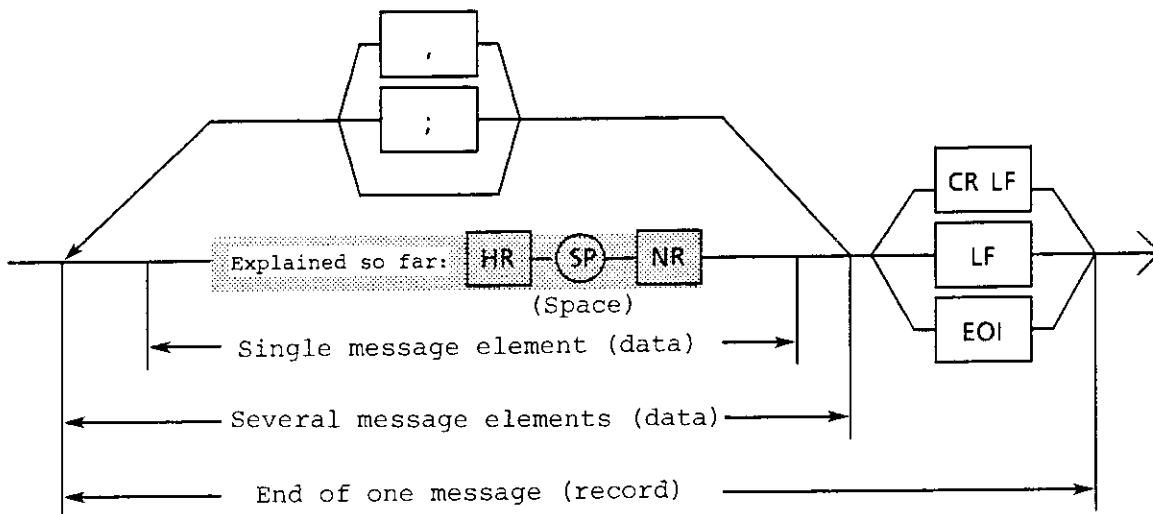 ,
;
CR LF
Explained so far: HR SP NR
LF
(Space)
EOI
Single message element (data)
Several message elements (data)
End of one message (record)